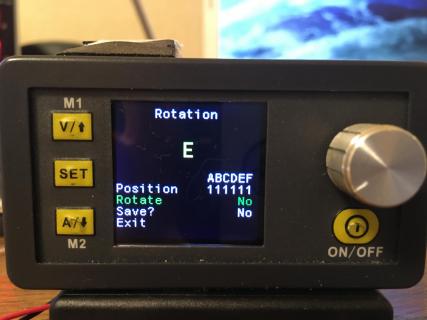 M1
V/⬆
SET
A/⬇
M2
Rotation
E
ABCDEF
Position 111111
Rotate No
Save? No
Exit
ON/OFF